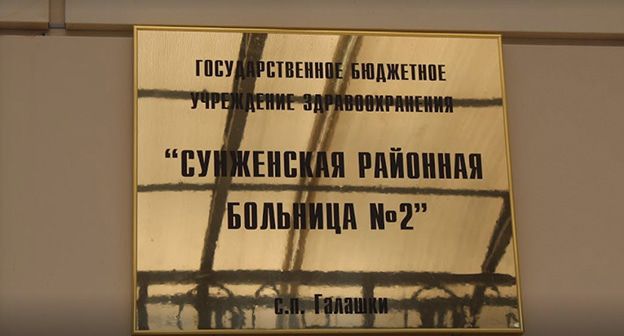 ГОСУДАРСТВЕННОЕ БЮДЖЕТНОЕ
УЧРЕЖДЕНИЕ ЗДРАВООХРАНЕНИЯ
“СУНЖЕНСКАЯ РАЙОННАЯ
БОЛЬНИЦА №2”
с.п. Галашки